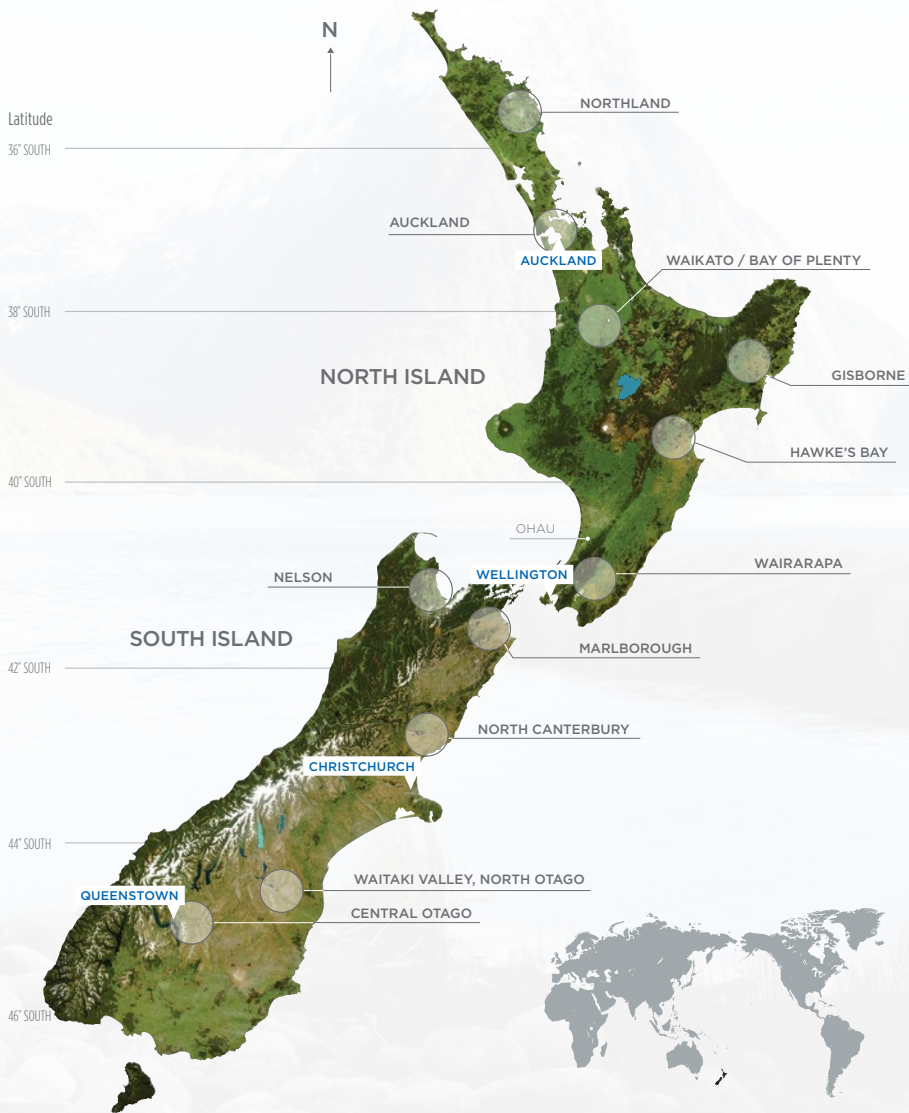 N
NORTHLAND
Latitude
36° SOUTH
AUCKLAND
AUCKLAND
WAIKATO / BAY OF PLENTY
38° SOUTH
NORTH ISLAND
GISBORNE
HAWKE'S BAY
40° SOUTH
OHAU
WAIRARAPA
WELLINGTON
NELSON
SOUTH ISLAND
MARLBOROUGH
42° SOUTH
NORTH CANTERBURY
CHRISTCHURCH
44° SOUTH
WAITAKI VALLEY, NORTH OTAGO
QUEENSTOWN
CENTRAL OTAGO
46° SOUTH